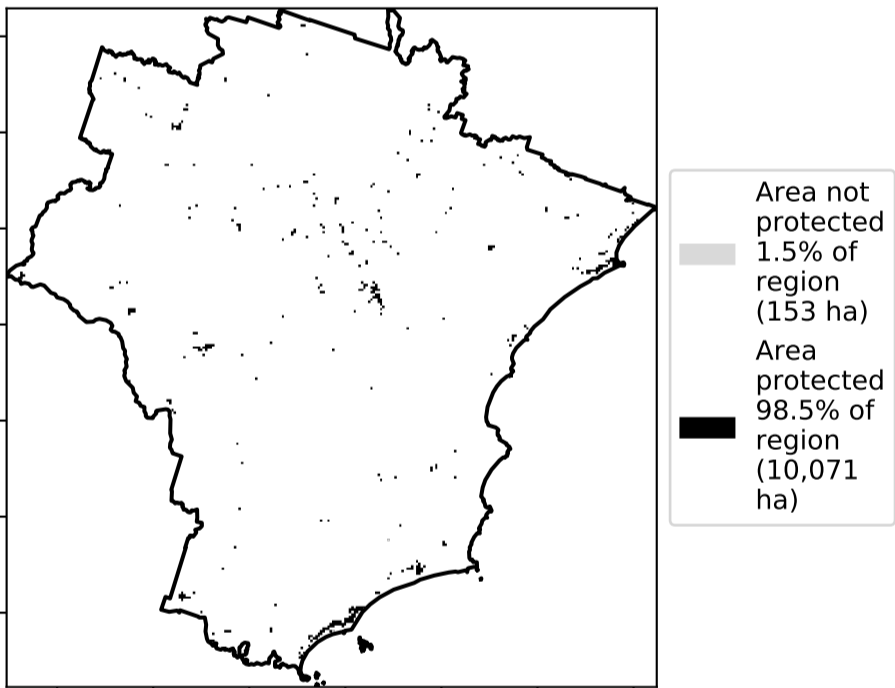 Area not
protected
1.5% of
region
(153 ha)
Area
protected
98.5% of
region
(10,071
ha)